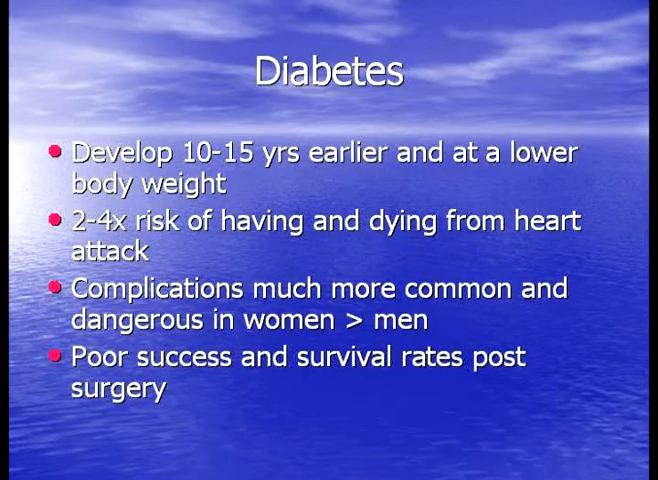 Diabetes
• Develop 10-15 yrs earlier and at a lower
body weight
• 2-4x risk of having and dying from heart
attack
• Complications much more common and
dangerous in women > men
• Poor success and survival rates post
surgery